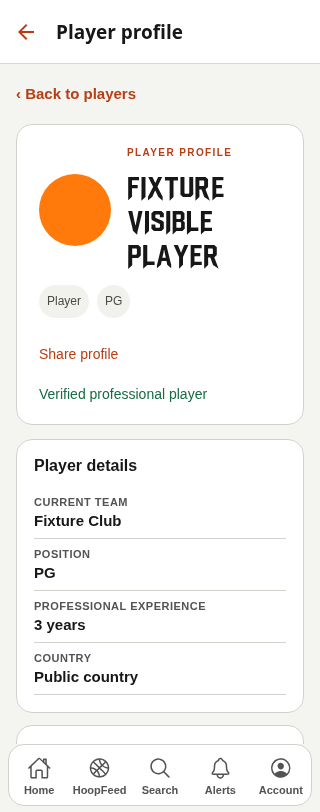 Player profile
‹ Back to players
PLAYER PROFILE
FIXTURE
VISIBLE
PLAYER
Player PG
Share profile
Verified professional player
Player details
CURRENT TEAM
Fixture Club
POSITION
PG
PROFESSIONAL EXPERIENCE
3 years
COUNTRY
Public country
Home HoopFeed Search Alerts Account